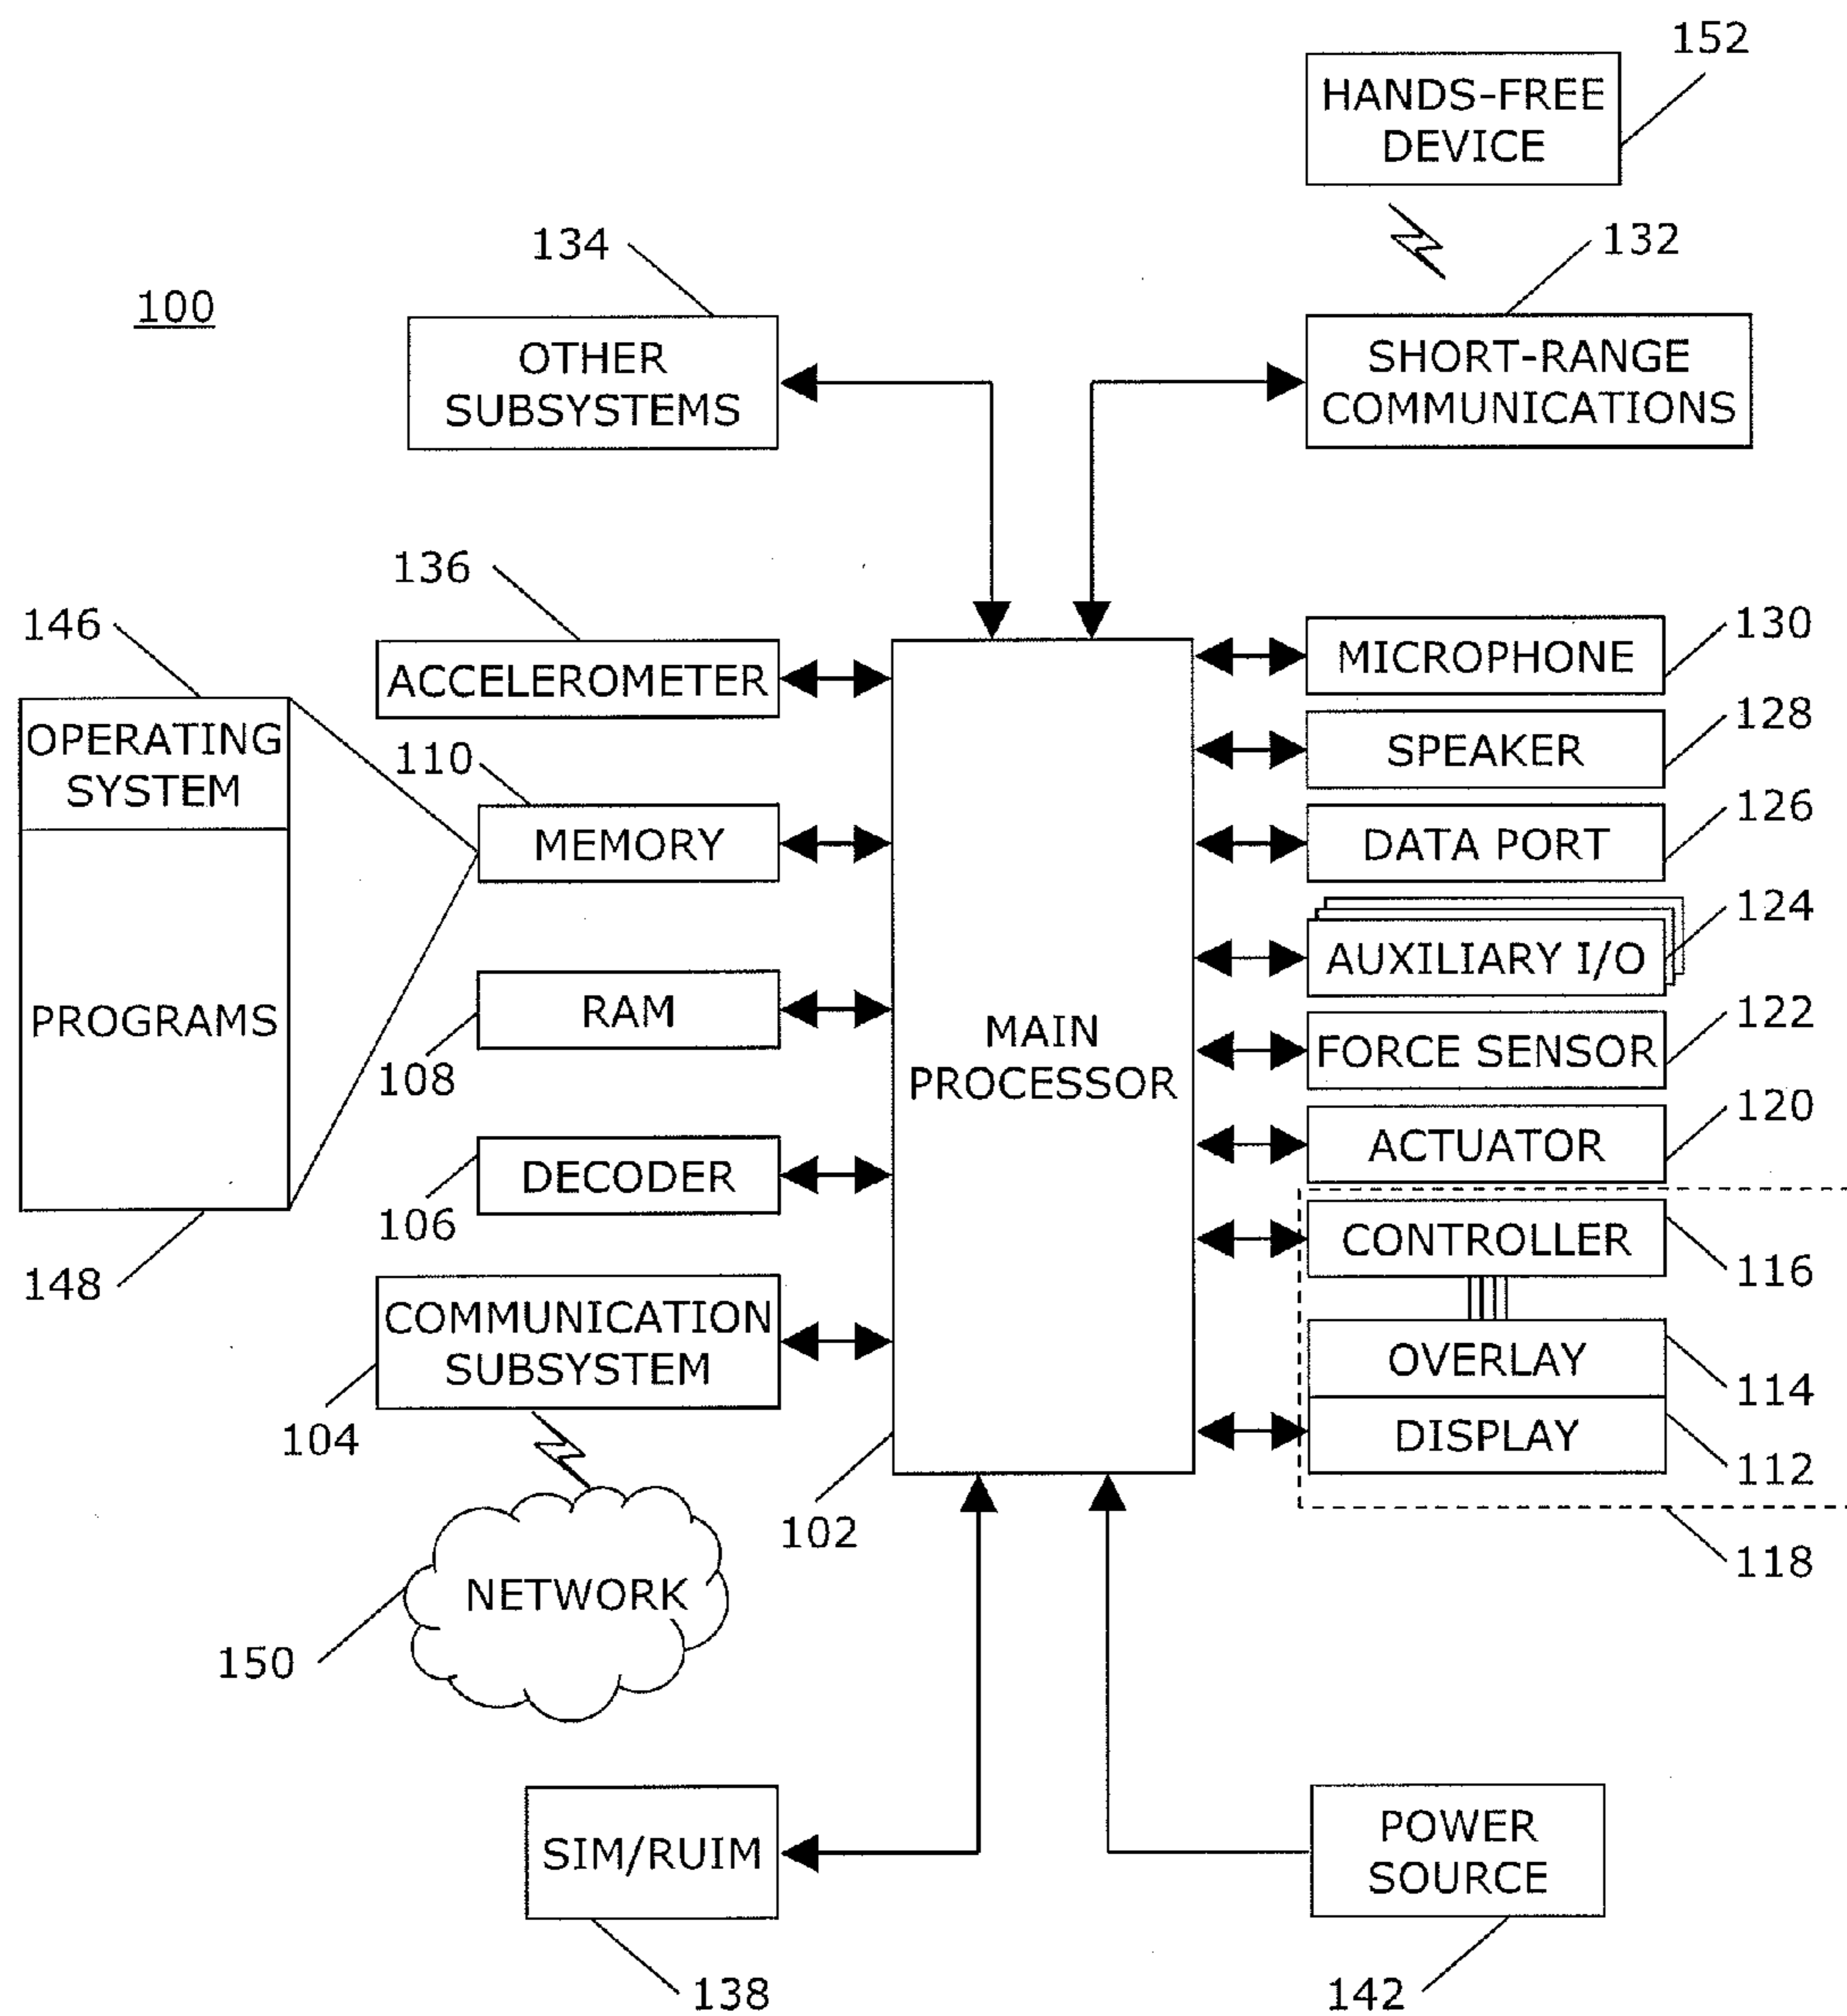 152
HANDS-FREE
DEVICE
134
132
100
OTHER
SUBSYSTEMS
SHORT-RANGE
COMMUNICATIONS
136
146
ACCELEROMETER
MICROPHONE
130
OPERATING
SYSTEM
110
SPEAKER
128
MEMORY
DATA PORT
126
PROGRAMS
AUXILIARY I/O
124
RAM
108
MAIN
PROCESSOR
FORCE SENSOR
122
DECODER
106
ACTUATOR
120
148
CONTROLLER
116
COMMUNICATION
SUBSYSTEM
104
OVERLAY
114
DISPLAY
112
102
118
NETWORK
150
SIM/RUIM
POWER
SOURCE
138
142